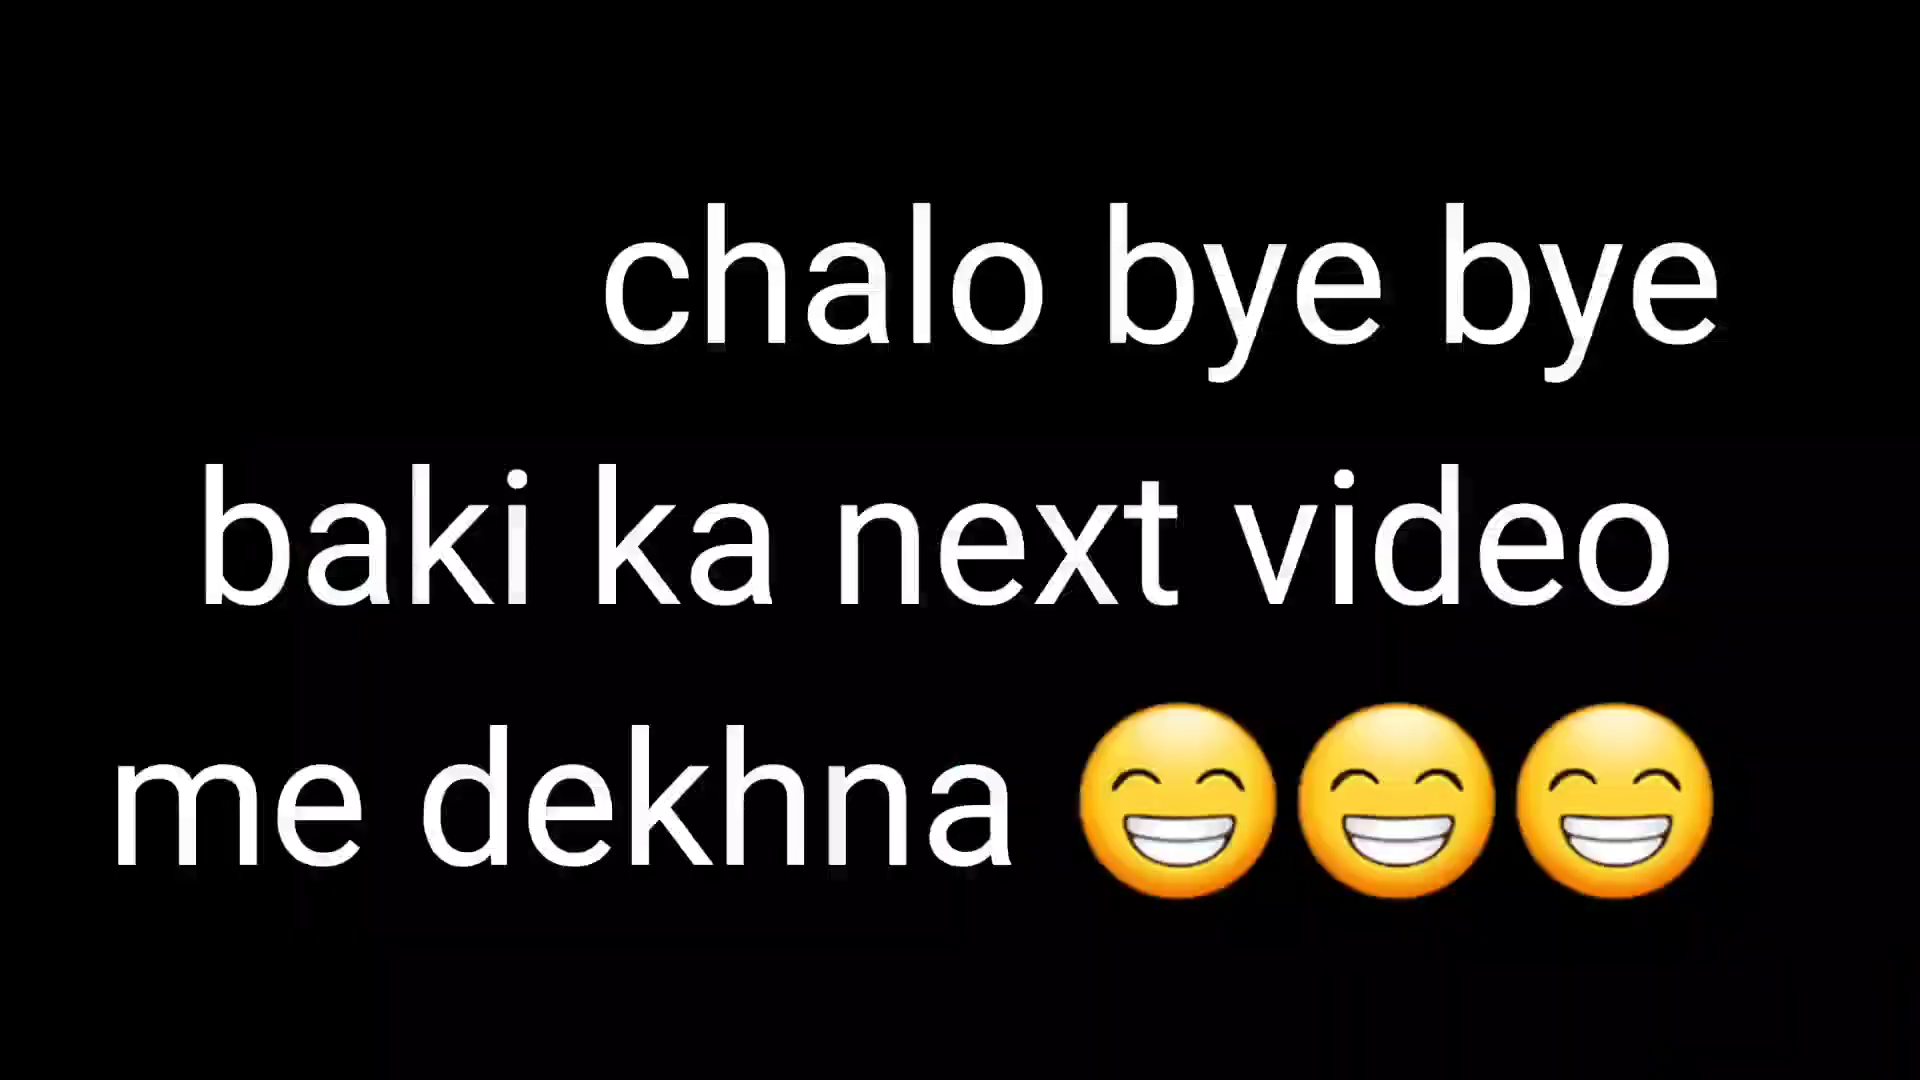 chalo bye bye
baki ka next video
me dekhna 😁😁😁